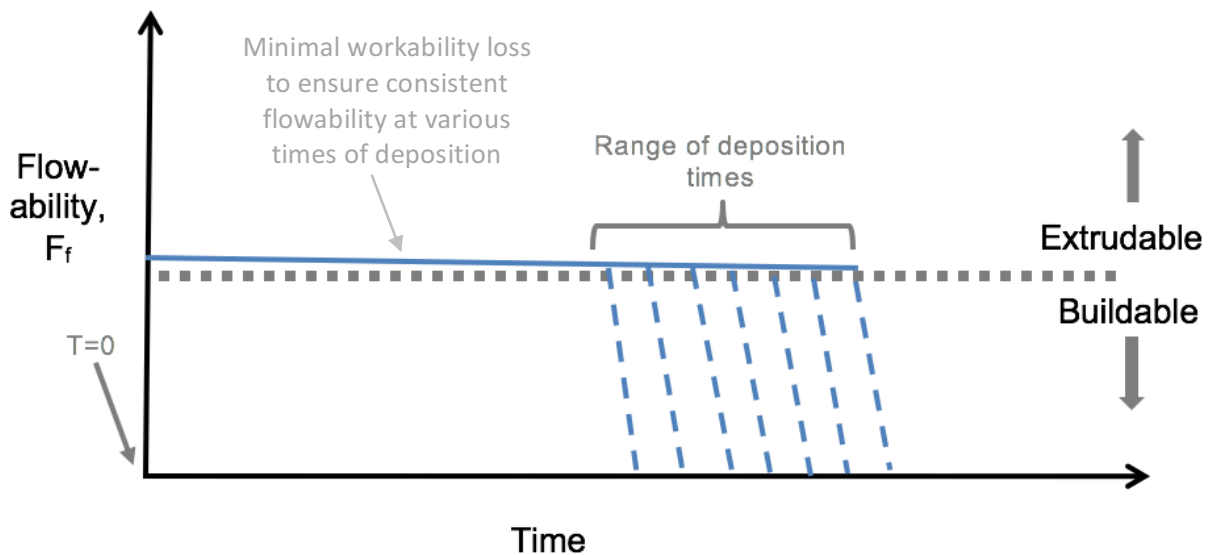 Minimal workability loss
to ensure consistent
flowability at various
times of deposition
Range of deposition
times
Flow-
ability,
Ff
Extrudable
Buildable
T=0
Time